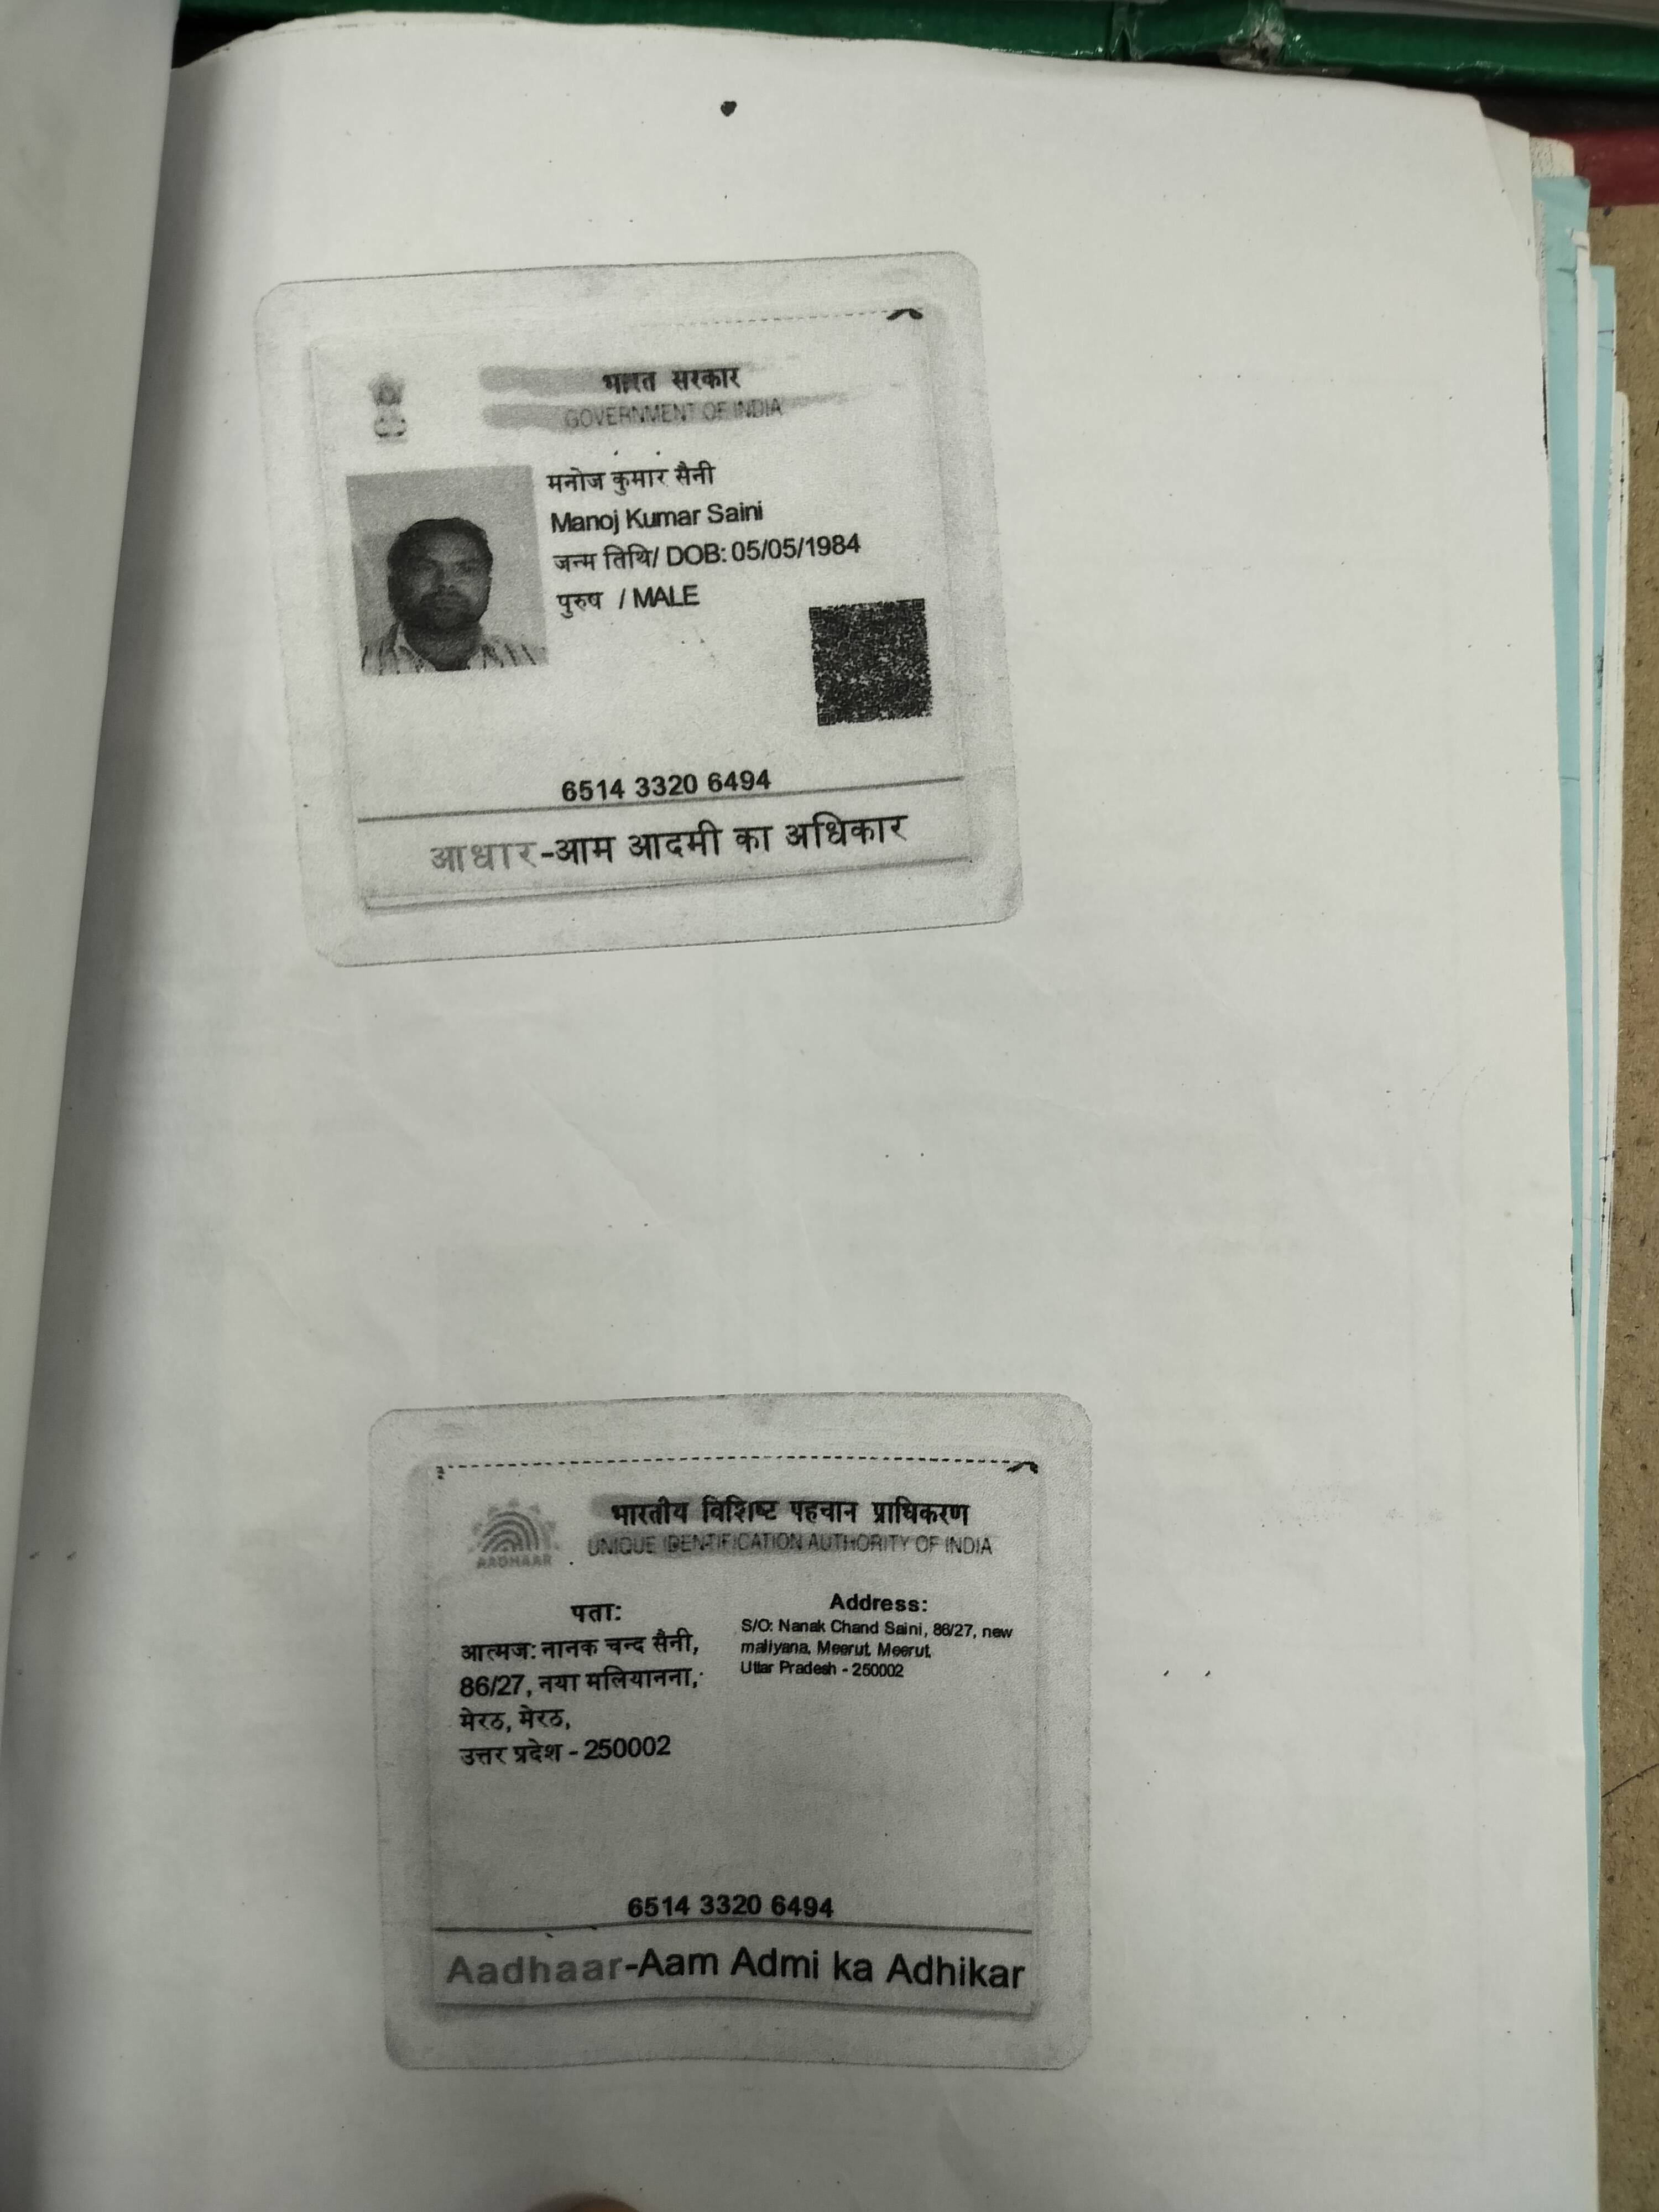 भारत सरकार
GOVERNMENT OF INDIA
मनोज कुमार सैनी
Manoj Kumar Saini
जन्म तिथि/ DOB: 05/05/1984
पुरुष / MALE
6514 3320 6494
आधार-आम आदमी का अधिकार
भारतीय विशिष्ट पहचान प्राधिकरण
UNIQUE IDENTIFICATION AUTHORITY OF INDIA
AADHAAR
पता:
आत्मज: नानक चन्द सैनी,
86/27, नया मलियानना,
मेरठ, मेरठ,
उत्तर प्रदेश - 250002
Address:
S/O: Nanak Chand Saini, 86/27, new
maliyana, Meerut, Meerut,
Uttar Pradesh - 250002
6514 3320 6494
Aadhaar-Aam Admi ka Adhikar